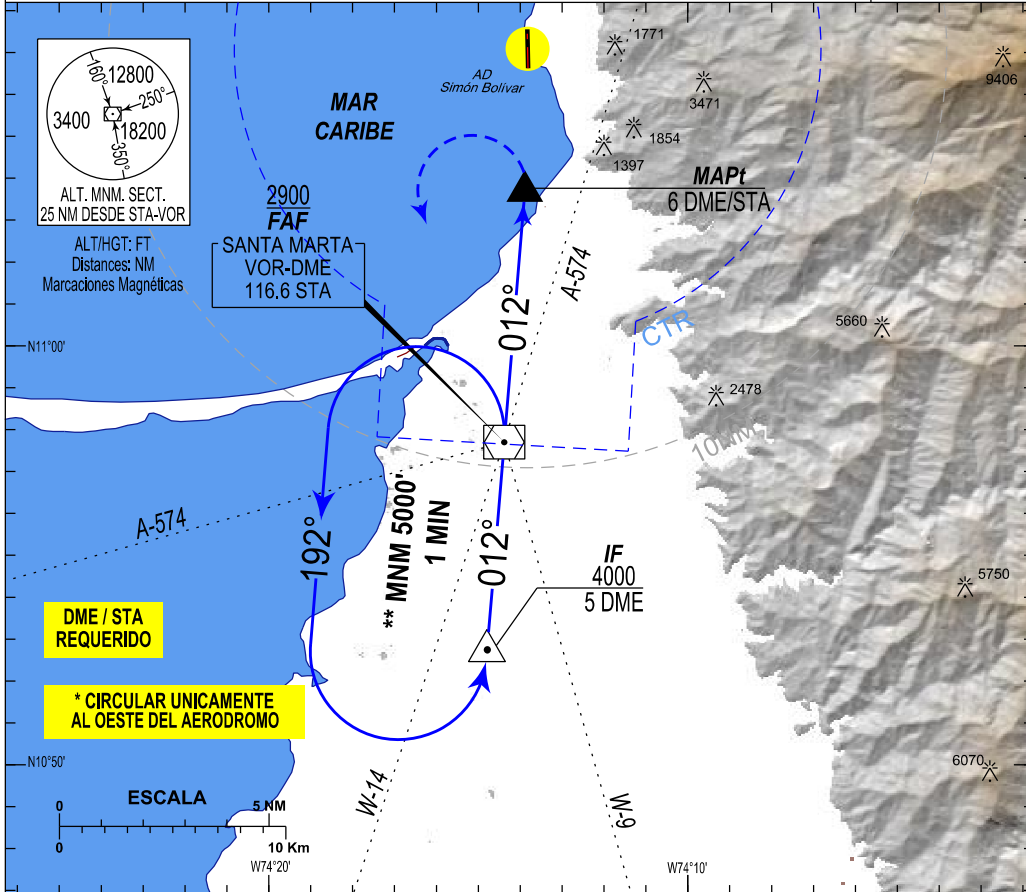 160°
12800
250°
3400
18200
350°
ALT. MNM. SECT.
25 NM DESDE STA-VOR
ALT/HGT: FT
Distances: NM
Marcaciones Magnéticas
MAR
CARIBE
AD
Simón Bolívar
1771
3471
9406
1854
1397
MAPt
6 DME/STA
2900
FAF
SANTA MARTA
VOR-DME
116.6 STA
A-574
012°
CTR
5660
N11°00'
2478
10NM
A-574
192°
** MNM 5000'
1 MIN
012°
IF
4000
5 DME
5750
DME / STA
REQUERIDO
* CIRCULAR UNICAMENTE
AL OESTE DEL AERODROMO
N10°50'
6070
W-14
W-9
ESCALA
0
5 NM
0
10 Km
W74°20'
W74°10'